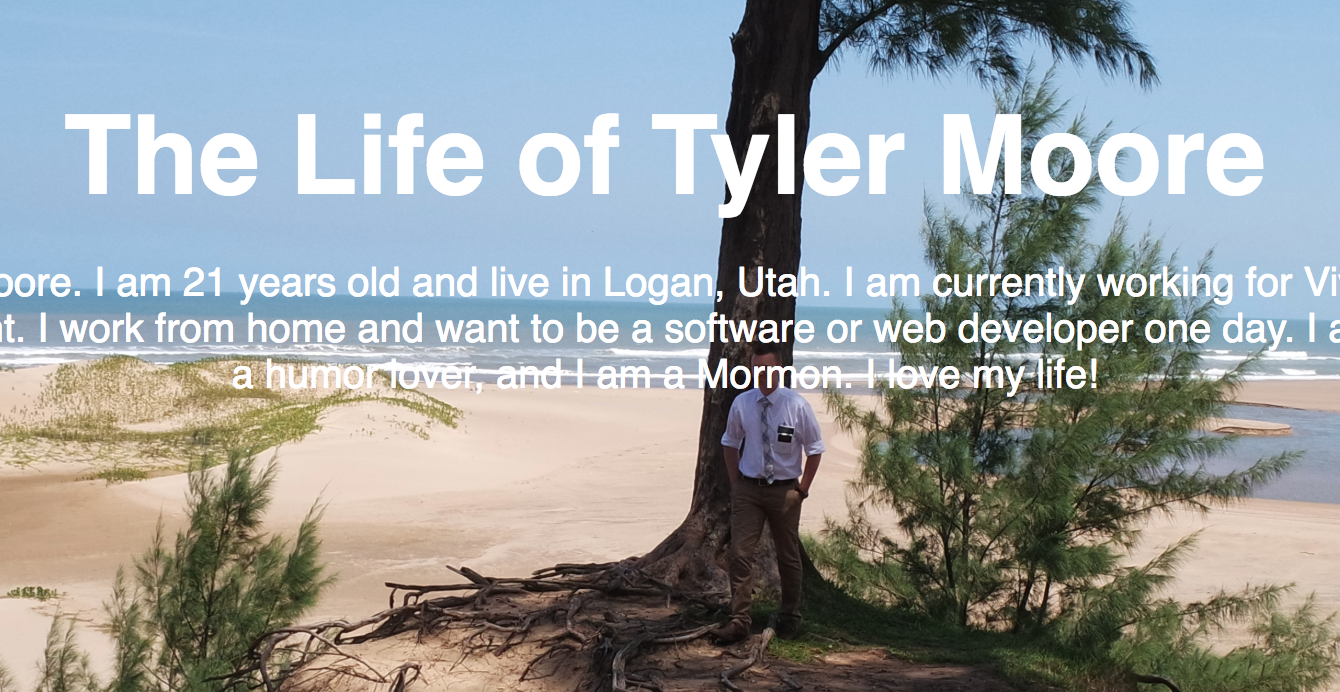 The Life of Tyler Moore
oore. I am 21 years old and live in Logan, Utah. I am currently working for Vi
nt. I work from home and want to be a software or web developer one day. I a
a humor lover, and I am a Mormon. I love my life!